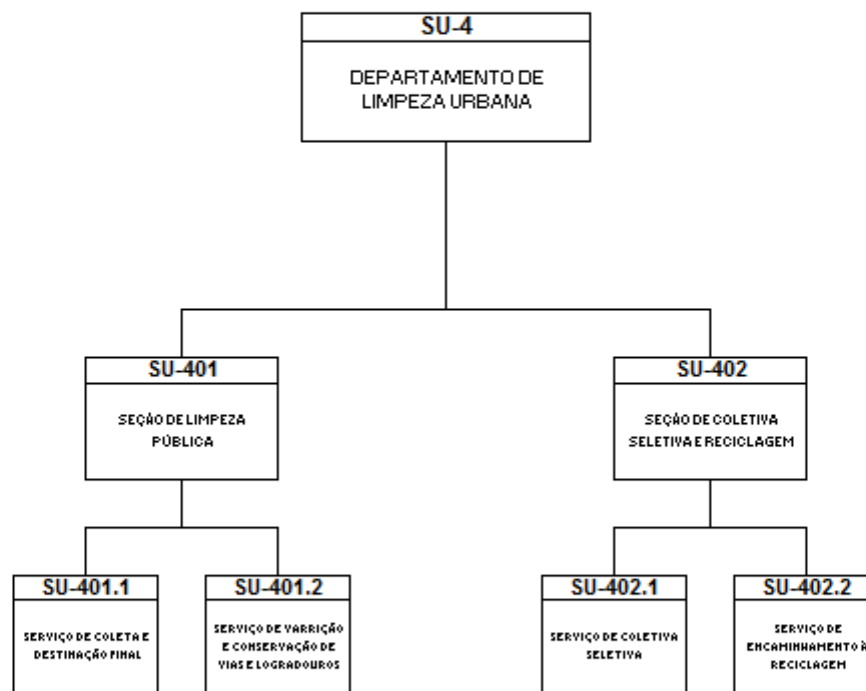 SU-4
DEPARTAMENTO DE
LIMPEZA URBANA
SU-401
SEÇÃO DE LIMPEZA
PÚBLICA
SU-402
SEÇÃO DE COLETIVA
SELETIVA E RECICLAGEM
SU-401.1
SERVIÇO DE COLETA E
DESTINAÇÃO FINAL
SU-401.2
SERVIÇO DE VARRIÇÃO
E CONSERVAÇÃO DE
VIAS E LOGRADOUROS
SU-402.1
SERVIÇO DE COLETIVA
SELETIVA
SU-402.2
SERVIÇO DE
ENCAMINHAMENTO À
RECICLAGEM